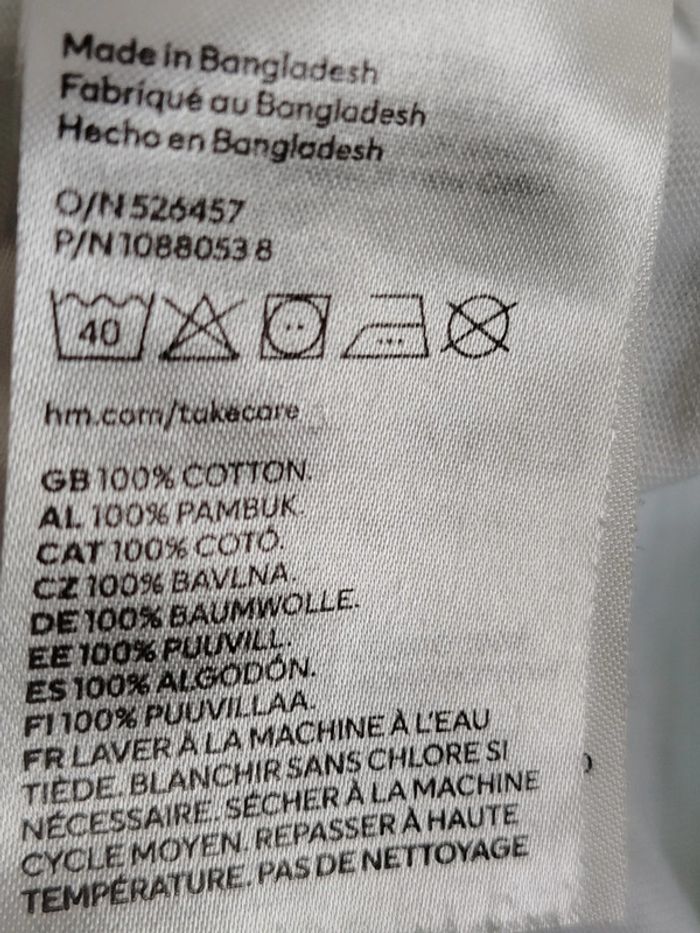 Made in Bangladesh
Fabriqué au Bangladesh
Hecho en Bangladesh
O/N 526457
P/N 1088053 8
40
hm.com/takecare
GB 100% COTTON.
AL 100% PAMBUK.
CAT 100% COTÓ.
CZ 100% BAVLNA.
DE 100% BAUMWOLLE.
EE 100% PUUVILL.
ES 100% ALGODÓN.
FI 100% PUUVILLAA.
FR LAVER À LA MACHINE À L'EAU
TIÈDE. BLANCHIR SANS CHLORE SI
NÉCESSAIRE. SÉCHER À LA MACHINE
CYCLE MOYEN. REPASSER À HAUTE
TEMPÉRATURE. PAS DE NETTOYAGE